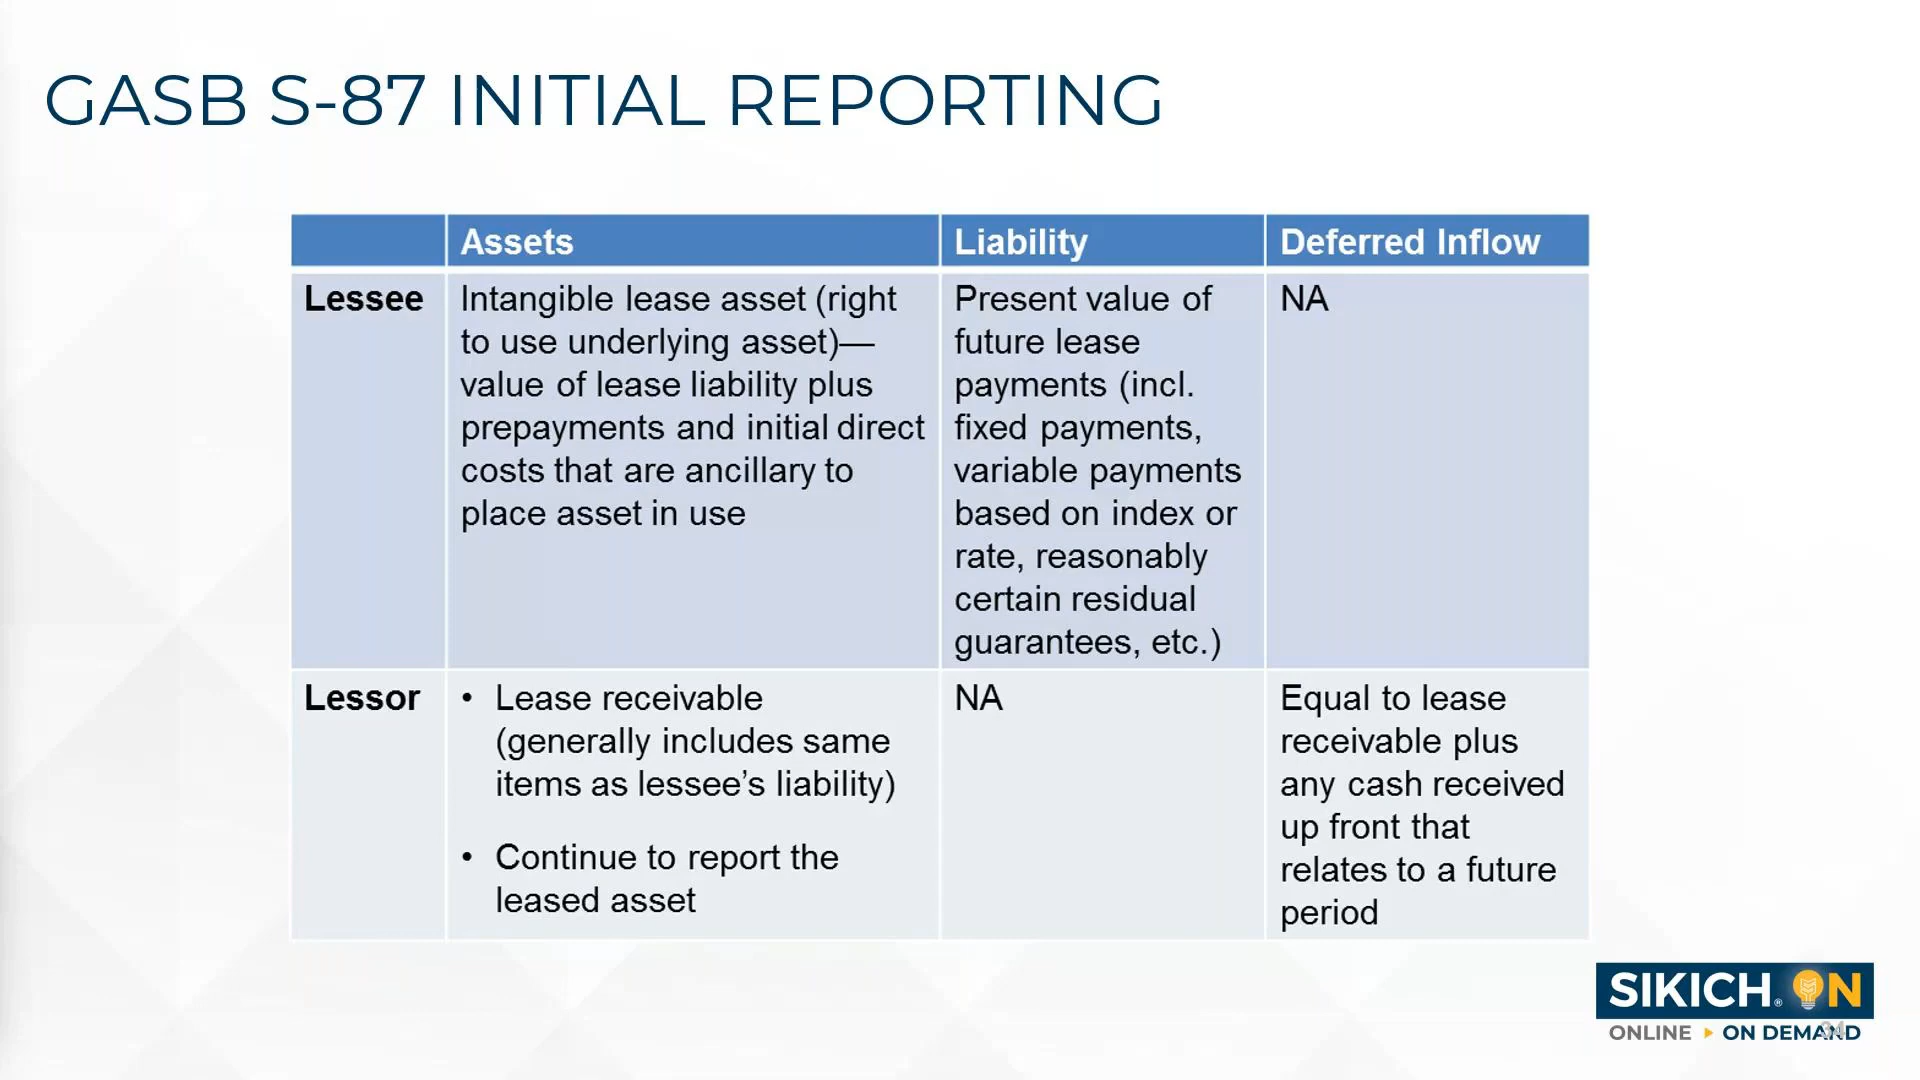 GASB S-87 INITIAL REPORTING
Assets
Liability
Deferred Inflow
Lessee
Intangible lease asset (right
to use underlying asset)—
value of lease liability plus
prepayments and initial direct
costs that are ancillary to
place asset in use
Present value of
future lease
payments (incl.
fixed payments,
variable payments
based on index or
rate, reasonably
certain residual
guarantees, etc.)
NA
Lessor
• Lease receivable
(generally includes same
items as lessee’s liability)
• Continue to report the
leased asset
NA
Equal to lease
receivable plus
any cash received
up front that
relates to a future
period
SIKICH® ON
ONLINE ▸ ON DEMAND
34